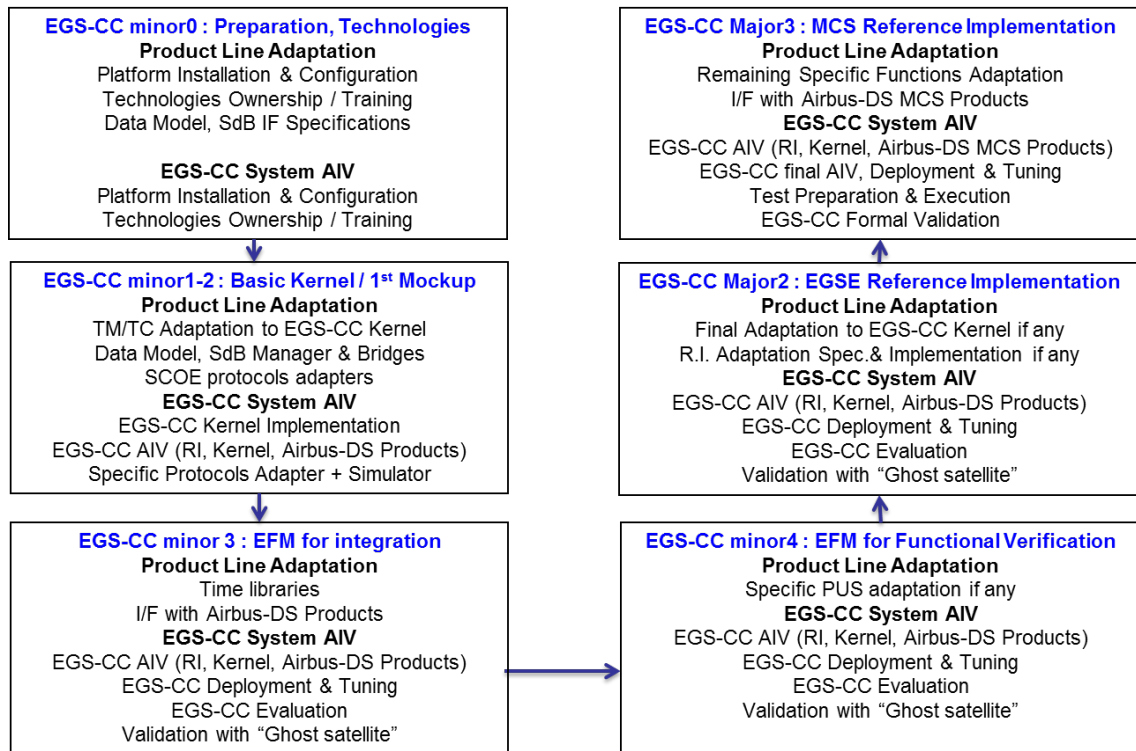 EGS-CC minor0 : Preparation, Technologies
Product Line Adaptation
Platform Installation & Configuration
Technologies Ownership / Training
Data Model, SdB IF Specifications
EGS-CC System AIV
Platform Installation & Configuration
Technologies Ownership / Training
EGS-CC minor1-2 : Basic Kernel / 1st Mockup
Product Line Adaptation
TM/TC Adaptation to EGS-CC Kernel
Data Model, SdB Manager & Bridges
SCOE protocols adapters
EGS-CC System AIV
EGS-CC Kernel Implementation
EGS-CC AIV (RI, Kernel, Airbus-DS Products)
Specific Protocols Adapter + Simulator
EGS-CC minor 3 : EFM for integration
Product Line Adaptation
Time libraries
I/F with Airbus-DS Products
EGS-CC System AIV
EGS-CC AIV (RI, Kernel, Airbus-DS Products)
EGS-CC Deployment & Tuning
EGS-CC Evaluation
Validation with “Ghost satellite”
EGS-CC minor4 : EFM for Functional Verification
Product Line Adaptation
Specific PUS adaptation if any
EGS-CC System AIV
EGS-CC AIV (RI, Kernel, Airbus-DS Products)
EGS-CC Deployment & Tuning
EGS-CC Evaluation
Validation with “Ghost satellite”
EGS-CC Major2 : EGSE Reference Implementation
Product Line Adaptation
Final Adaptation to EGS-CC Kernel if any
R.I. Adaptation Spec.& Implementation if any
EGS-CC System AIV
EGS-CC AIV (RI, Kernel, Airbus-DS Products)
EGS-CC Deployment & Tuning
EGS-CC Evaluation
Validation with “Ghost satellite”
EGS-CC Major3 : MCS Reference Implementation
Product Line Adaptation
Remaining Specific Functions Adaptation
I/F with Airbus-DS MCS Products
EGS-CC System AIV
EGS-CC AIV (RI, Kernel, Airbus-DS MCS Products)
EGS-CC final AIV, Deployment & Tuning
Test Preparation & Execution
EGS-CC Formal Validation